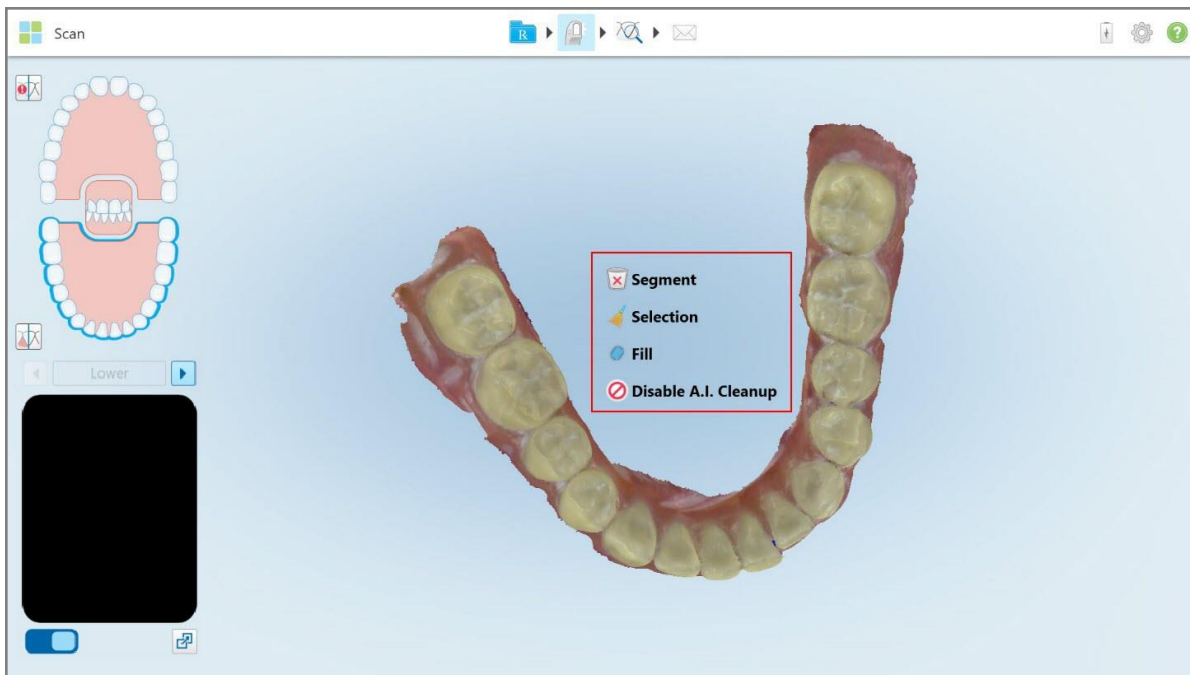 Scan
R
?
Lower
Segment
Selection
Fill
Disable A.I. Cleanup